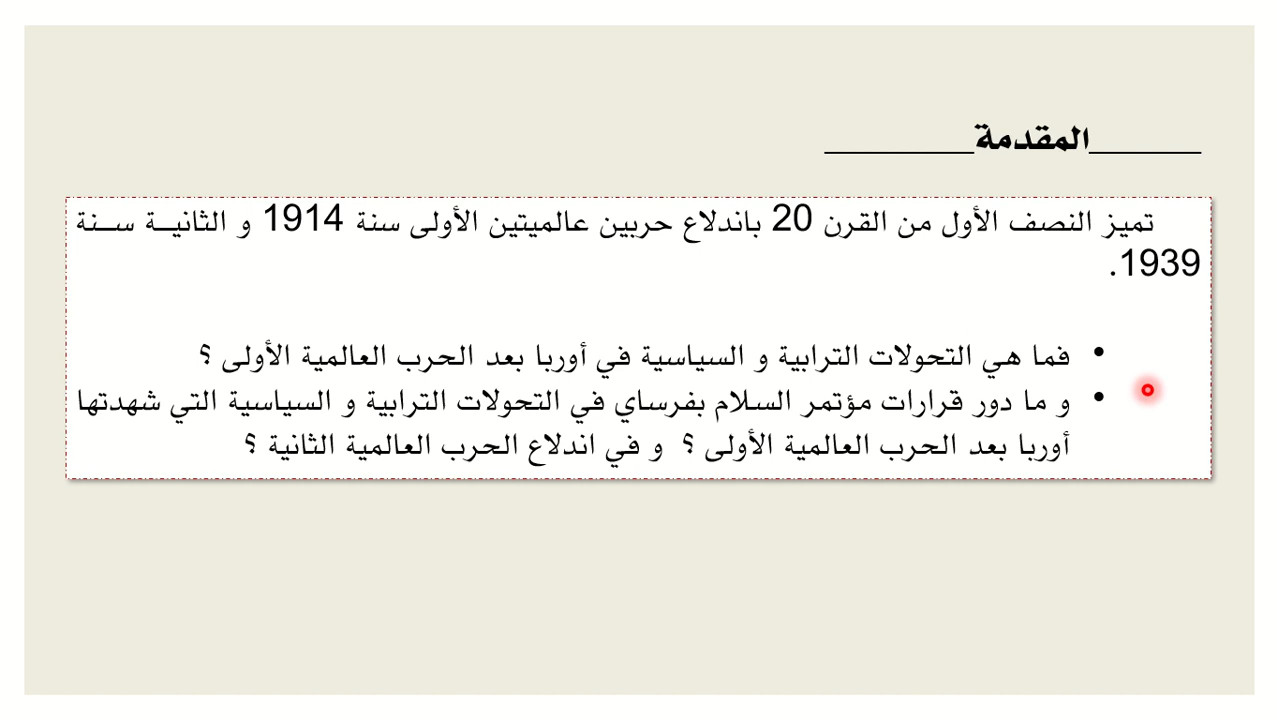 المقدمة
تميز النصف الأول من القرن 20 باندلاع حربين عالميتين الأولى سنة 1914 و الثانية سنة
1939.
• فما هي التحولات الترابية و السياسية في أوربا بعد الحرب العالمية الأولى ؟
• و ما دور قرارات مؤتمر السلام بفرساي في التحولات الترابية و السياسية التي شهدتها
أوربا بعد الحرب العالمية الأولى ؟ و في اندلاع الحرب العالمية الثانية ؟